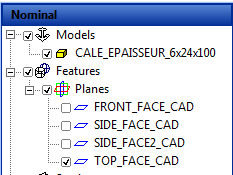 Nominal
Models
CALE_EPAISSEUR_6x24x100
Features
Planes
FRONT_FACE_CAD
SIDE_FACE_CAD
SIDE_FACE2_CAD
TOP_FACE_CAD